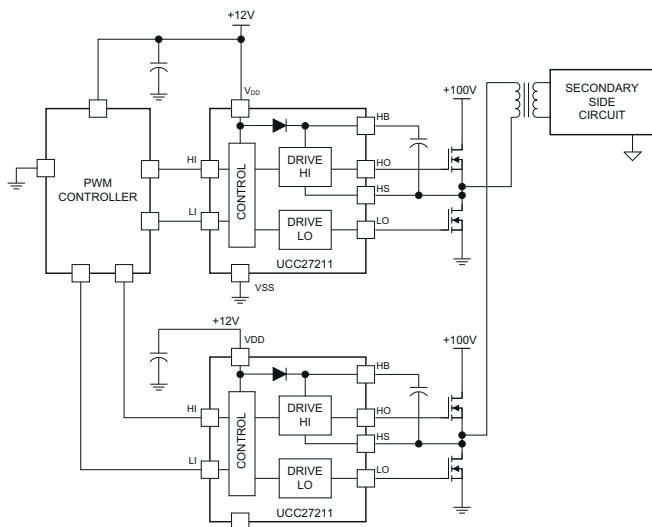 +12V
VDD
+100V
SECONDARY
SIDE
CIRCUIT
PWM
CONTROLLER
HI
LI
CONTROL
DRIVE
HI
DRIVE
LO
HB
HO
HS
LO
UCC27211
VSS
+12V
VDD
+100V
HI
LI
CONTROL
DRIVE
HI
DRIVE
LO
HB
HO
HS
LO
UCC27211